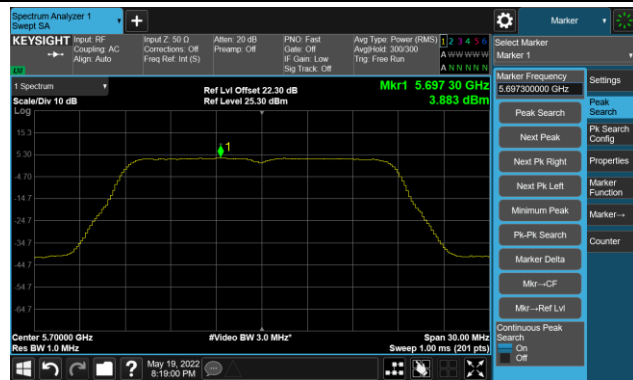 Spectrum Analyzer 1
Swept SA
Marker
KEYSIGHT
Input: RF
Coupling: AC
Align: Auto
Input Z: 50 Ω
Corrections: Off
Freq Ref: Int (S)
Atten: 20 dB
Preamp: Off
PNO: Fast
Gate: Off
IF Gain: Low
Sig Track: Off
Avg Type: Power (RMS)
Avg|Hold: 300/300
Trig: Free Run
1 2 3 4 5 6
A W W W W W
A N N N N N
LXI
1 Spectrum
Scale/Div 10 dB
Log
Ref Lvl Offset 22.30 dB
Ref Level 25.30 dBm
Mkr1 5.697 30 GHz
3.883 dBm
1
15.3
5.30
-4.70
-14.7
-24.7
-34.7
-44.7
-54.7
-64.7
Center 5.70000 GHz
Res BW 1.0 MHz
#Video BW 3.0 MHz*
Span 30.00 MHz
Sweep 1.00 ms (201 pts)
May 19, 2022
8:19:00 PM
Select Marker
Marker 1
Marker Frequency
5.697300000 GHz
Peak Search
Next Peak
Next Pk Right
Next Pk Left
Minimum Peak
Pk-Pk Search
Marker Delta
Mkr→CF
Mkr→Ref Lvl
Continuous Peak
Search
On
Off
Settings
Peak
Search
Pk Search
Config
Properties
Marker
Function
Marker→
Counter